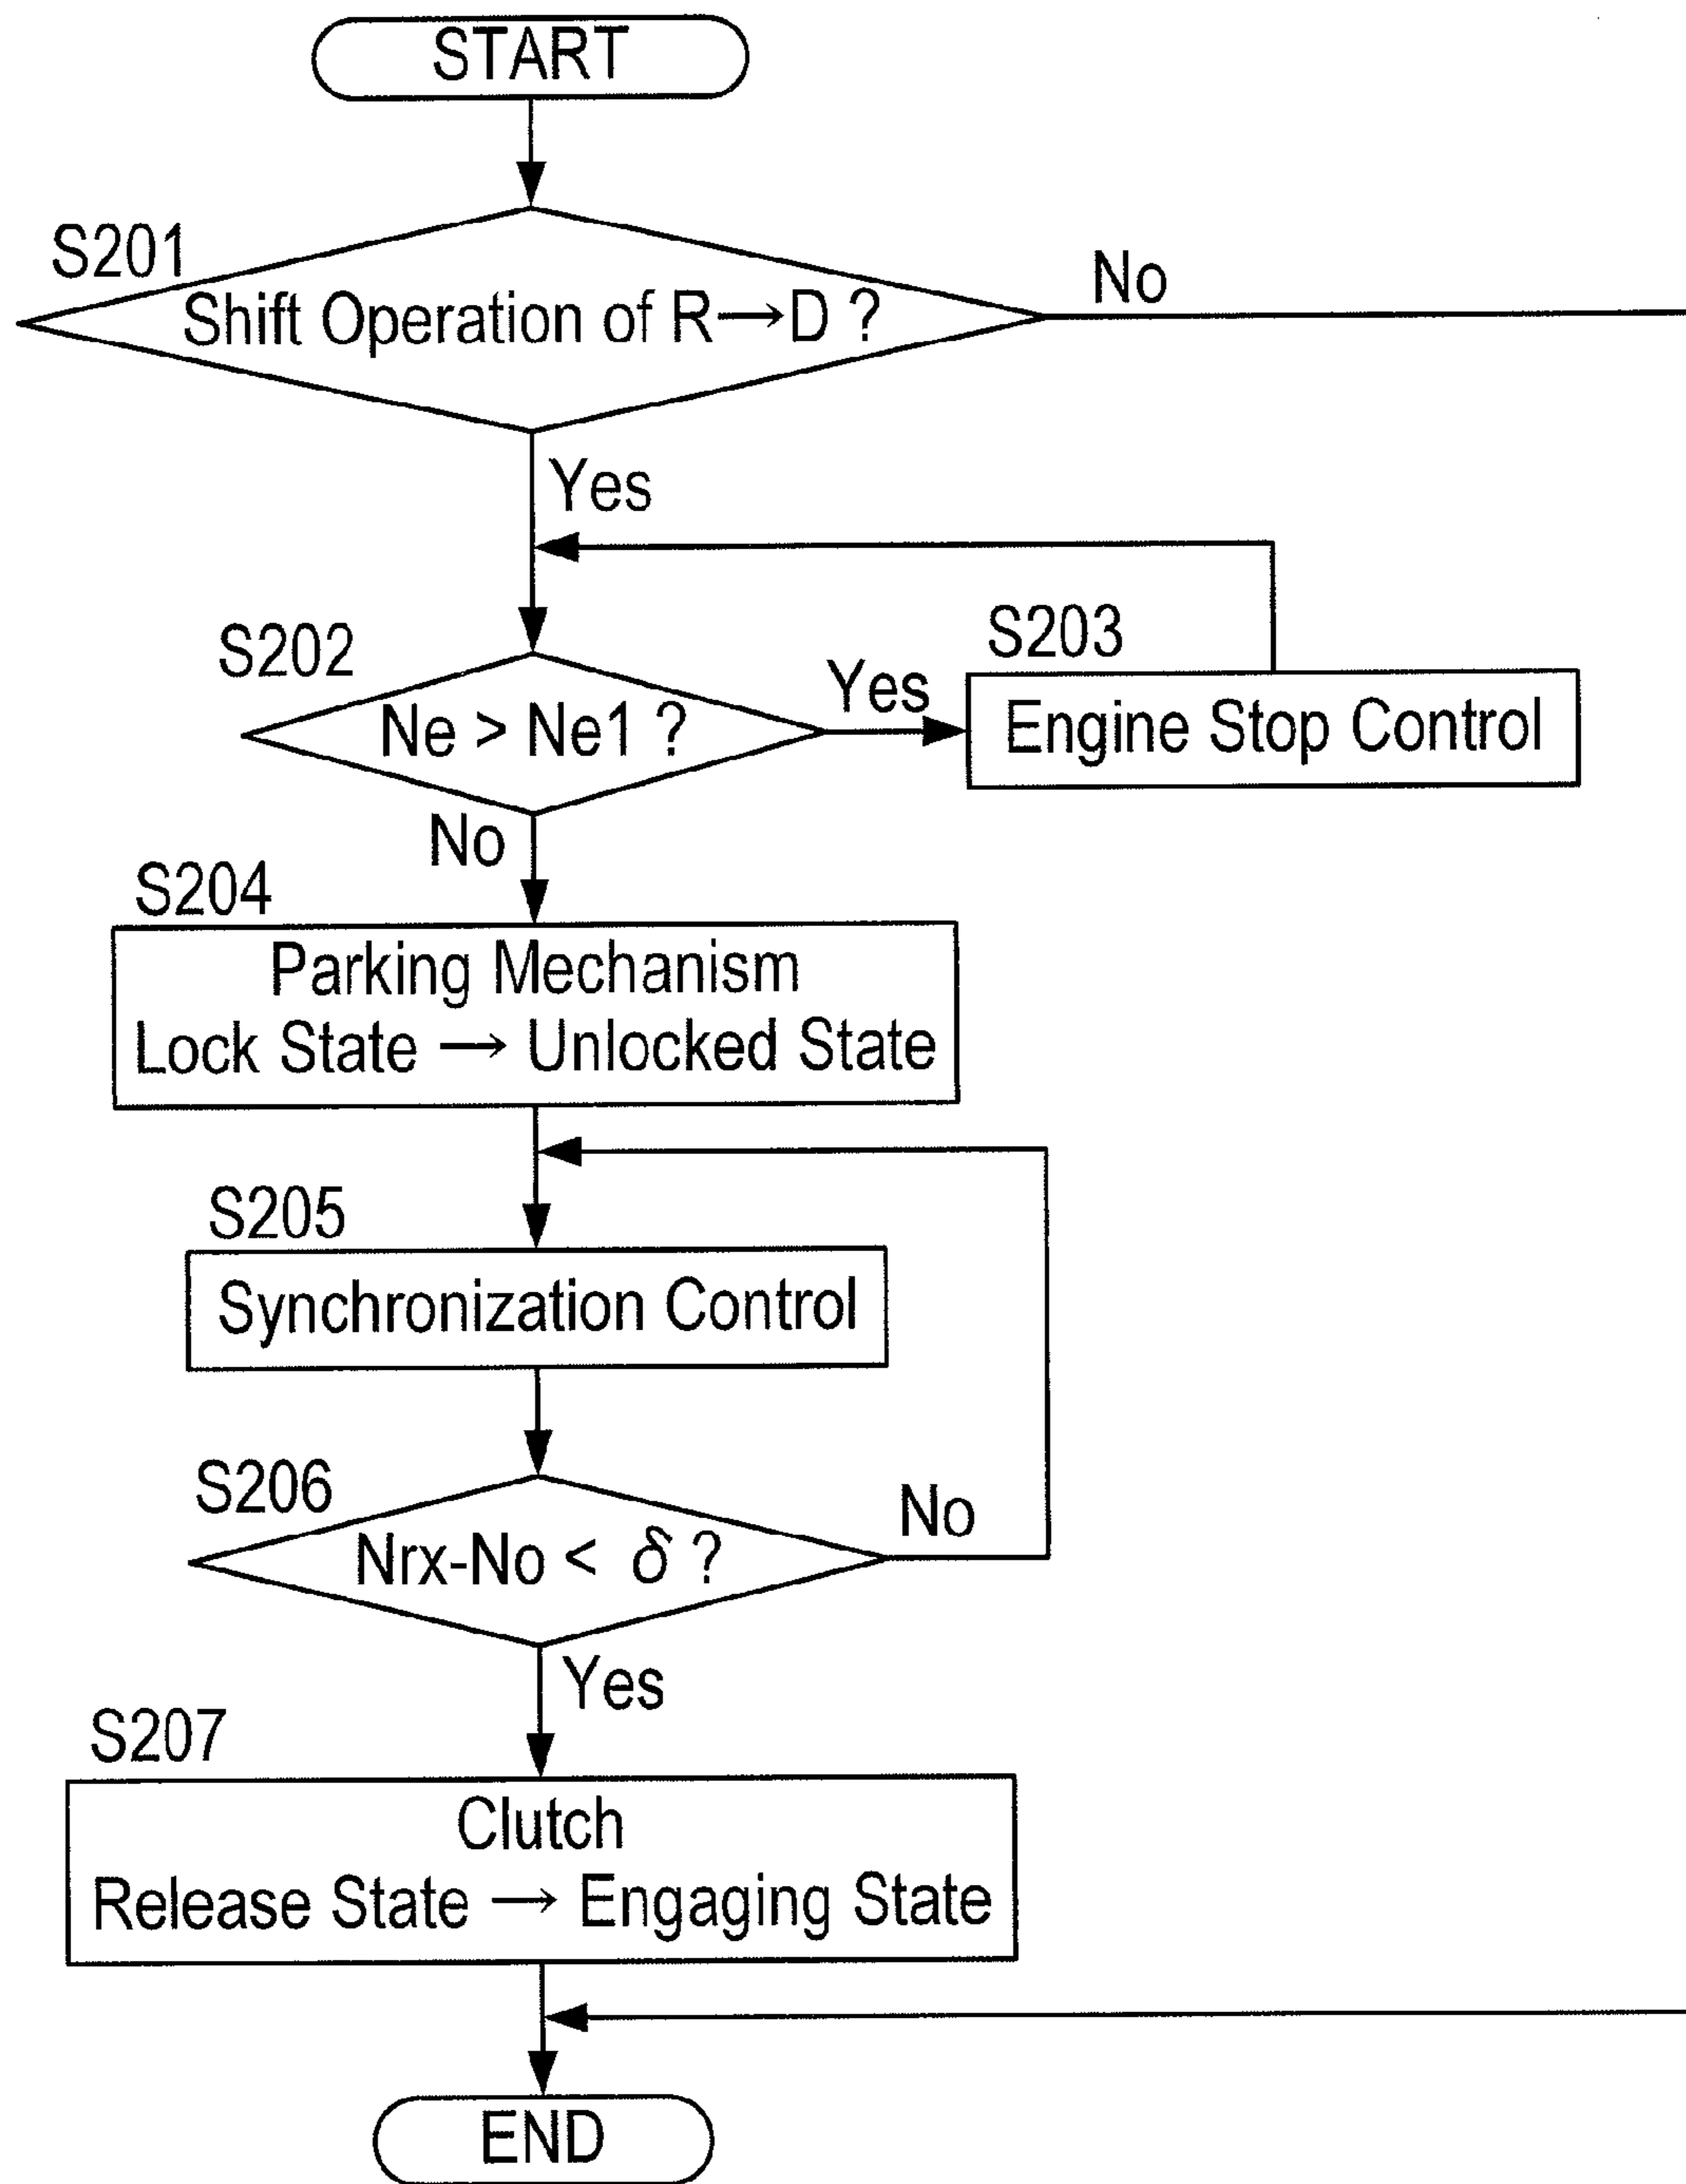 START
S201
Shift Operation of R→D ?
No
Yes
S202
Ne > Ne1 ?
Yes
S203
Engine Stop Control
No
S204
Parking Mechanism
Lock State → Unlocked State
S205
Synchronization Control
S206
Nrx-No < δ ?
No
Yes
S207
Clutch
Release State → Engaging State
END